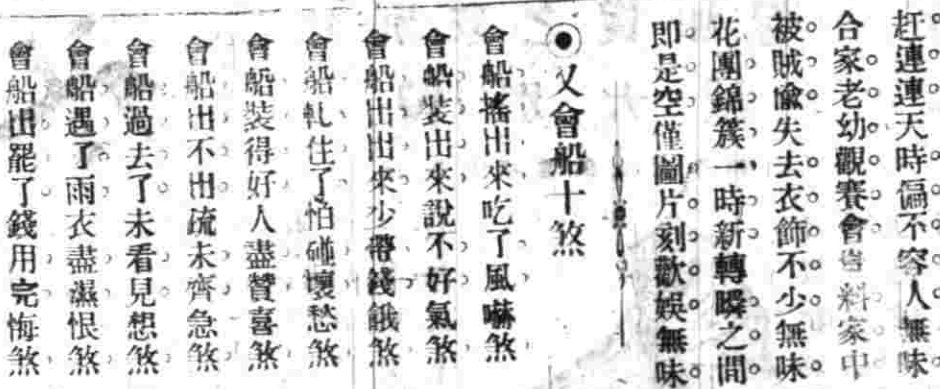 赶連連天時偏不容人無味
合家老幼觀賽會豈料家中
被賊偸失去衣飾不少無味
花團錦簇一時新轉瞬之間
即是空僅圖片刻歡娛無味
◉又會船十煞
會船搖出來吃了風嚇煞
會船裝出來說不好氣煞
會船出出來少帶錢餓煞
會船軋住了怕碰壞愁煞
會船裝得好人盡贊喜煞
會船出不出疏未齊急煞
會船過去了未看見想煞
會船遇了雨衣盡濕恨煞
會船出罷了錢用完悔煞